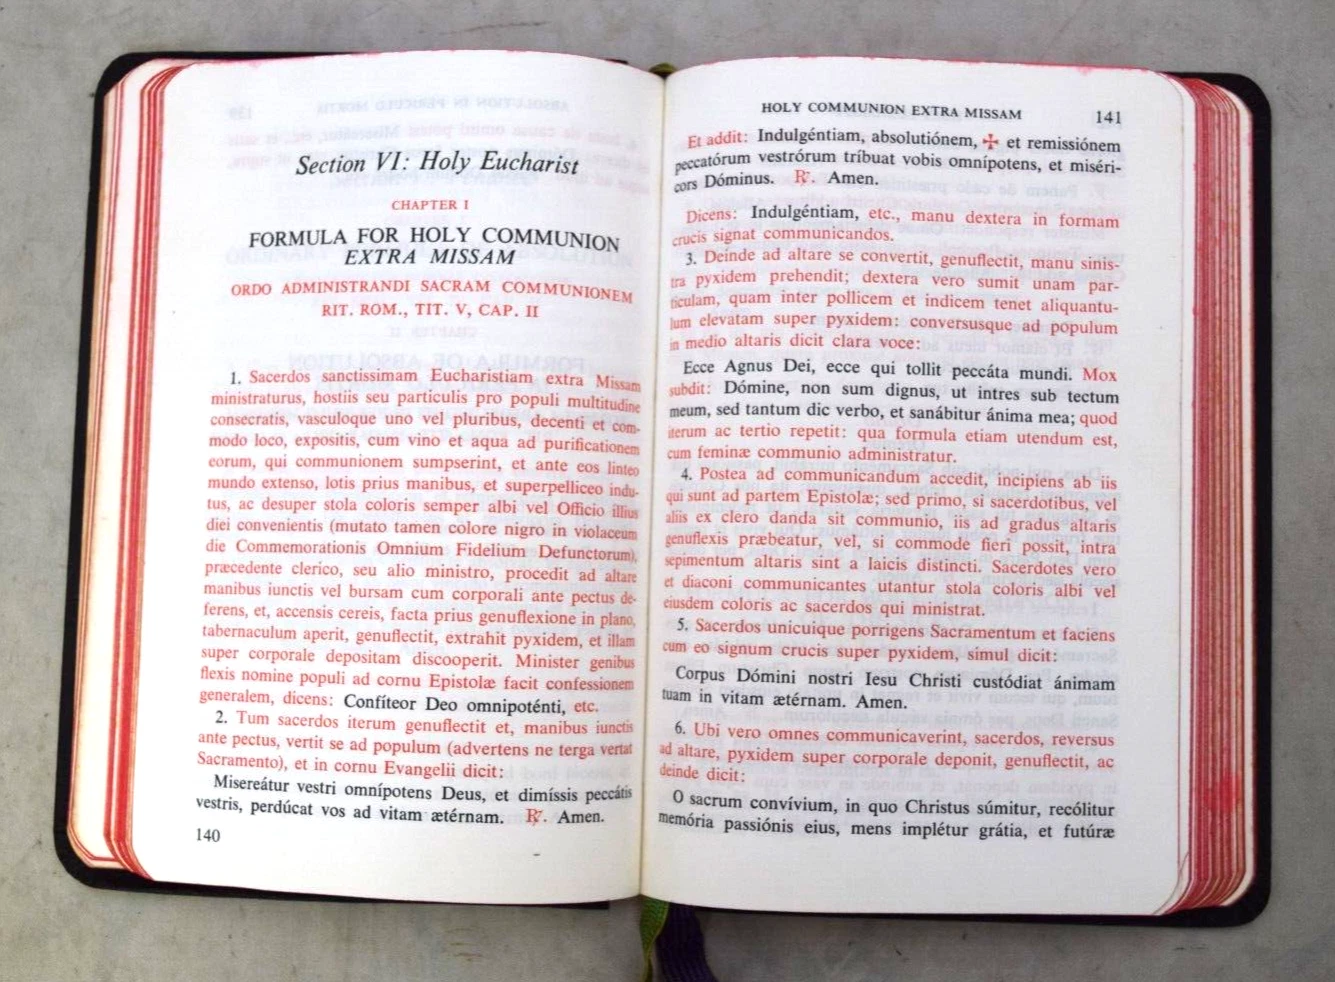 Section VI: Holy Eucharist
CHAPTER I
FORMULA FOR HOLY COMMUNION
EXTRA MISSAM
ORDO ADMINISTRANDI SACRAM COMMUNIONEM
RIT. ROM., TIT. V, CAP. II
1. Sacerdos sanctissimam Eucharistiam extra Missam
ministraturus, hostiis seu particulis pro populi multitudine
consecratis, vasculoque uno vel pluribus, decenti et com-
modo loco, expositis, cum vino et aqua ad purificationem
eorum, qui communionem sumpserint, et ante eos linteo
mundo extenso, lotis prius manibus, et superpelliceo indu-
tus, ac desuper stola coloris semper albi vel Officio illius
diei convenientis (mutato tamen colore nigro in violaceum
die Commemorationis Omnium Fidelium Defunctorum),
præcedente clerico, seu alio ministro, procedit ad altare
manibus iunctis vel bursam cum corporali ante pectus de-
ferens, et, accensis cereis, facta prius genuflexione in plano,
tabernaculum aperit, genuflectit, extrahit pyxidem, et illam
super corporale depositam discooperit. Minister genibus
flexis nomine populi ad cornu Epistolæ facit confessionem
generalem, dicens: Confíteor Deo omnipoténti, etc.
2. Tum sacerdos iterum genuflectit et, manibus iunctis
ante pectus, vertit se ad populum (advertens ne terga vertat
Sacramento), et in cornu Evangelii dicit:
Misereátur vestri omnípotens Deus, et dimíssis peccátis
vestris, perdúcat vos ad vitam ætérnam. ℟. Amen.
140
HOLY COMMUNION EXTRA MISSAM 141
Et addit: Indulgéntiam, absolutiónem, ✠ et remissiónem
peccatórum vestrórum tríbuat vobis omnípotens, et miséri-
cors Dóminus. ℟. Amen.
Dicens: Indulgéntiam, etc., manu dextera in formam
crucis signat communicandos.
3. Deinde ad altare se convertit, genuflectit, manu sinis-
tra pyxidem prehendit; dextera vero sumit unam par-
ticulam, quam inter pollicem et indicem tenet aliquantu-
lum elevatam super pyxidem: conversusque ad populum
in medio altaris dicit clara voce:
Ecce Agnus Dei, ecce qui tollit peccáta mundi. Mox
subdit: Dómine, non sum dignus, ut intres sub tectum
meum, sed tantum dic verbo, et sanábitur ánima mea; quod
iterum ac tertio repetit: qua formula etiam utendum est,
cum feminæ communio administratur.
4. Postea ad communicandum accedit, incipiens ab iis
qui sunt ad partem Epistolæ; sed primo, si sacerdotibus, vel
aliis ex clero danda sit communio, iis ad gradus altaris
genuflexis præbeatur, vel, si commode fieri possit, intra
sepimentum altaris sint a laicis distincti. Sacerdotes vero
et diaconi communicantes utantur stola coloris albi vel
eiusdem coloris ac sacerdos qui ministrat.
5. Sacerdos unicuique porrigens Sacramentum et faciens
cum eo signum crucis super pyxidem, simul dicit:
Corpus Dómini nostri Iesu Christi custódiat ánimam
tuam in vitam ætérnam. Amen.
6. Ubi vero omnes communicaverint, sacerdos, reversus
ad altare, pyxidem super corporale deponit, genuflectit, ac
deinde dicit:
O sacrum convívium, in quo Christus súmitur, recólitur
memória passiónis eius, mens implétur grátia, et futúræ